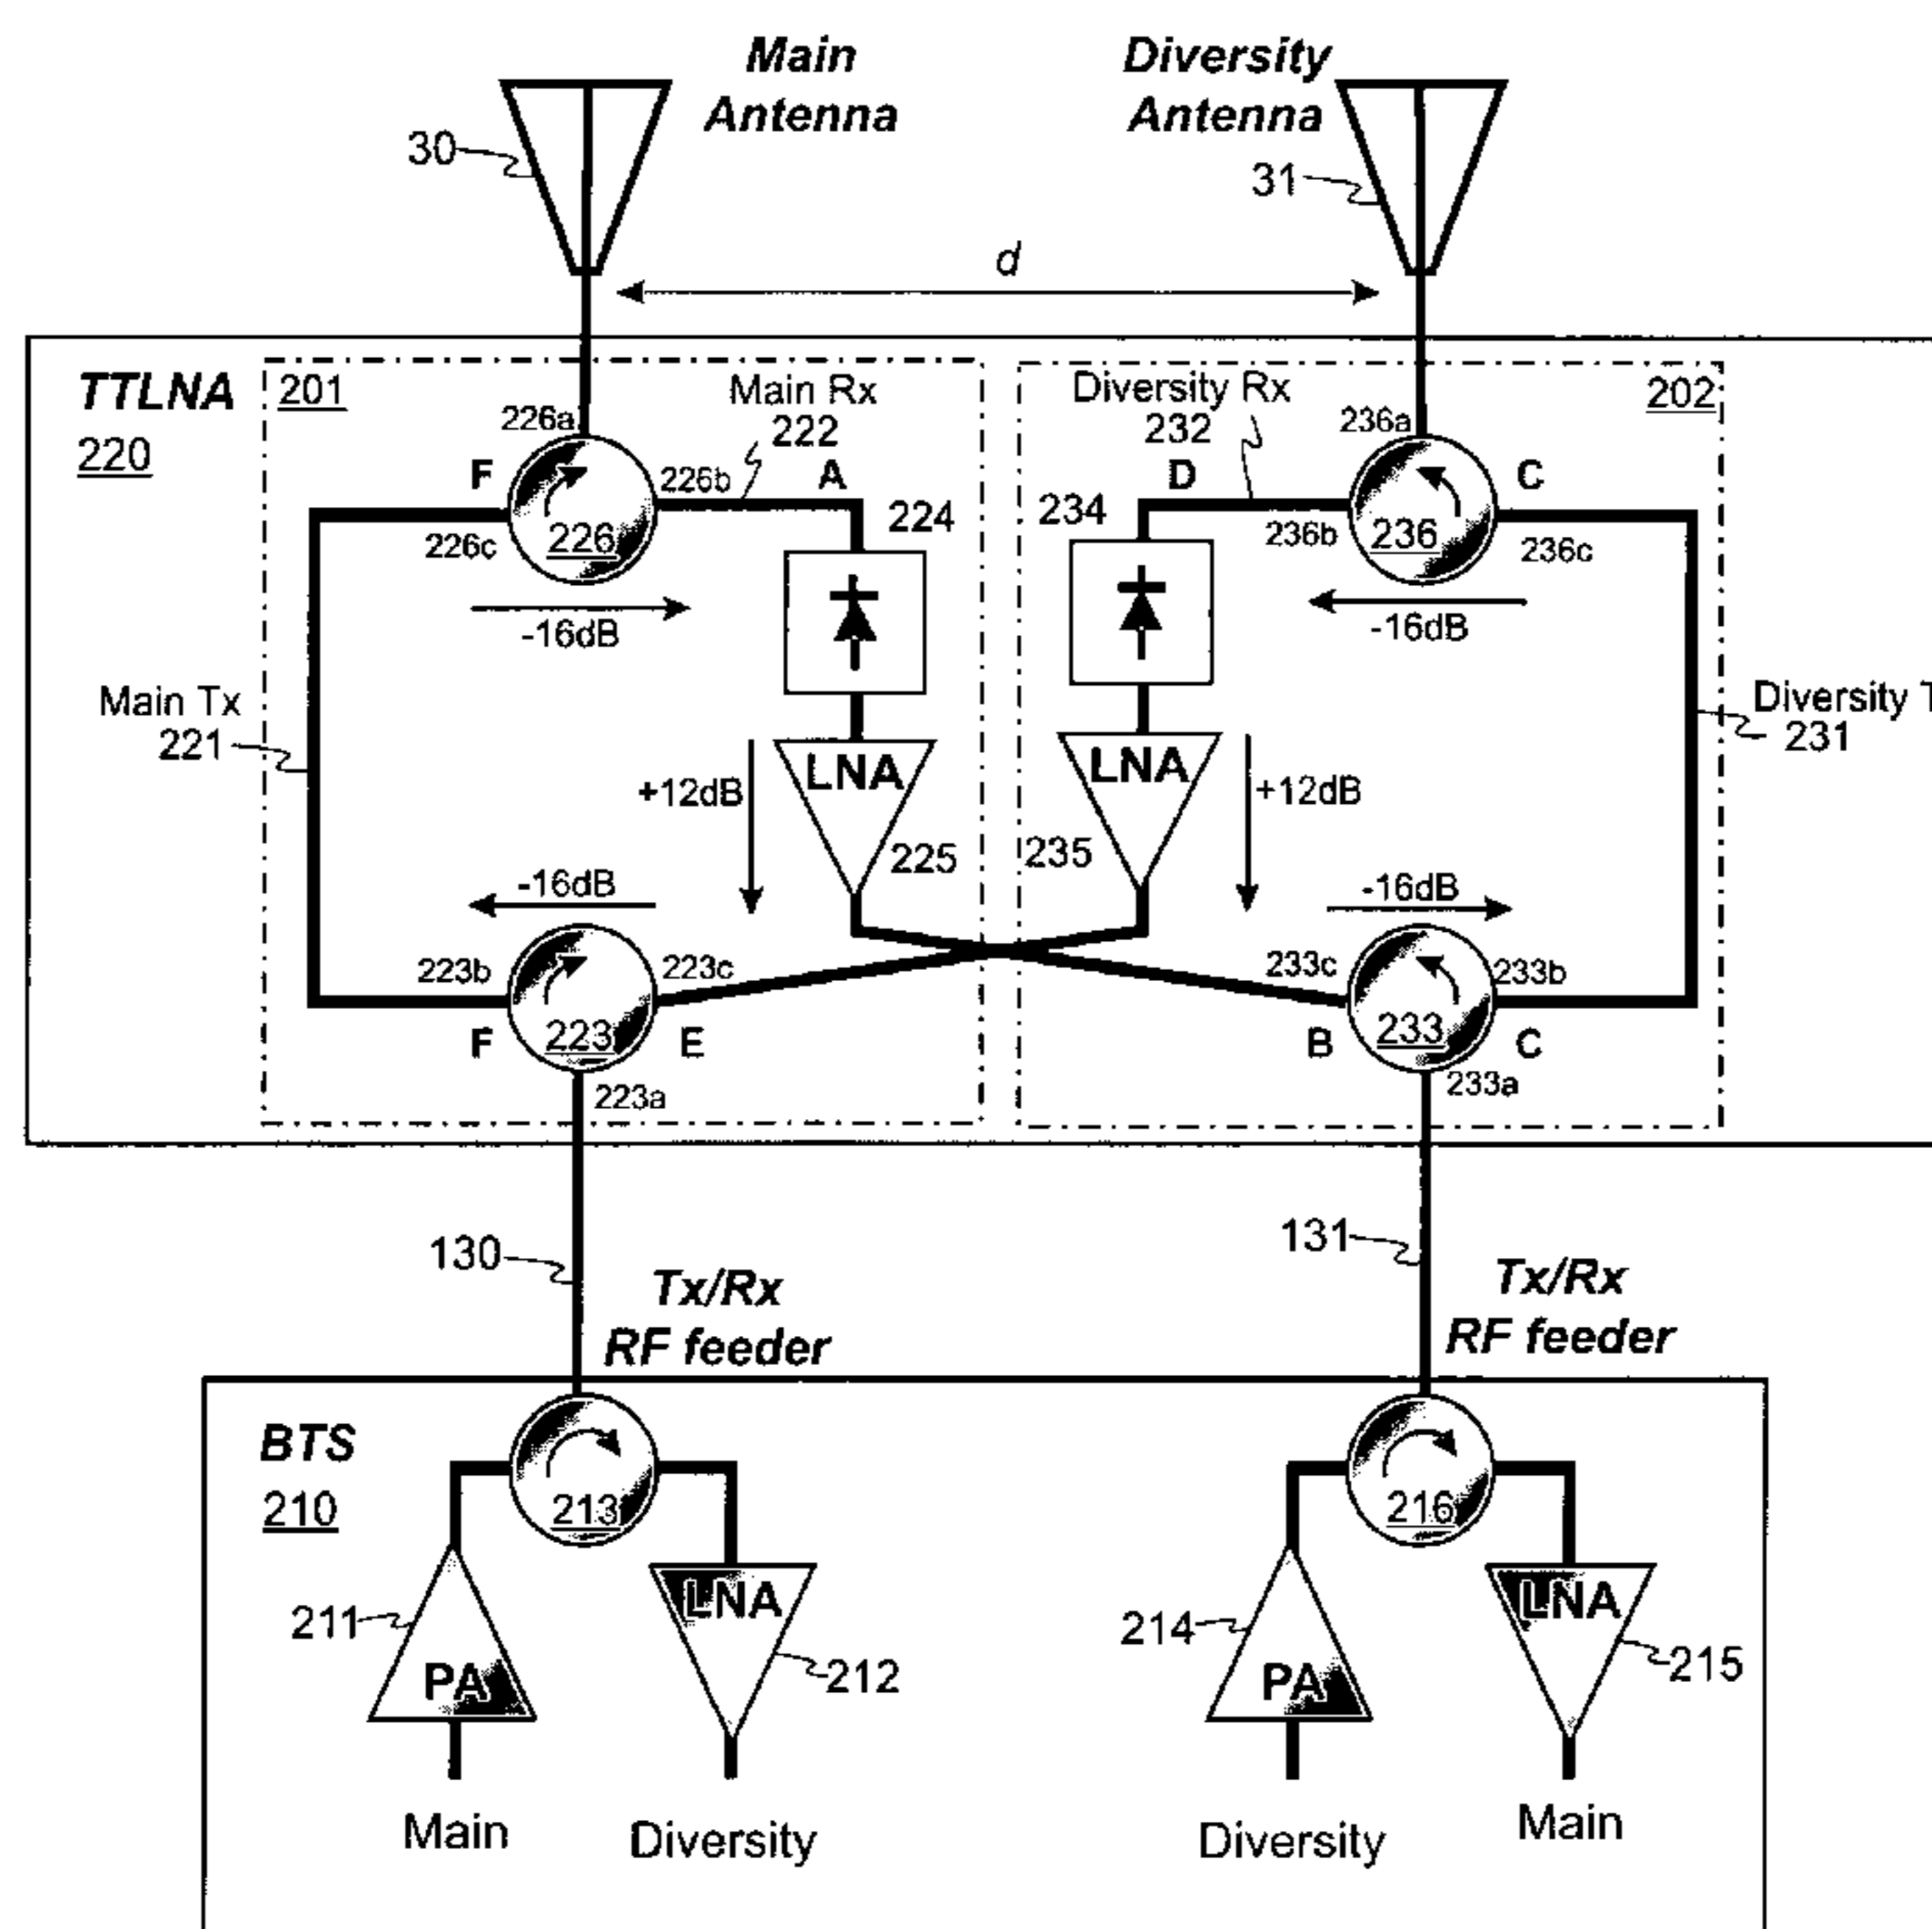 Main
Antenna
Diversity
Antenna
30
31
d
TTLNA
220
201
Main Rx
222
Diversity Rx
232
202
226a
236a
F
226b
A
D
C
224
234
226c
226
236b
236
236c
-16dB
-16dB
Main Tx
221
Diversity T
231
LNA
LNA
+12dB
+12dB
225
235
-16dB
-16dB
223b
223c
233c
233b
223
233
F
E
B
C
223a
233a
130
131
Tx/Rx
RF feeder
Tx/Rx
RF feeder
BTS
210
213
216
LNA
LNA
211
214
PA
212
PA
215
Main
Diversity
Diversity
Main